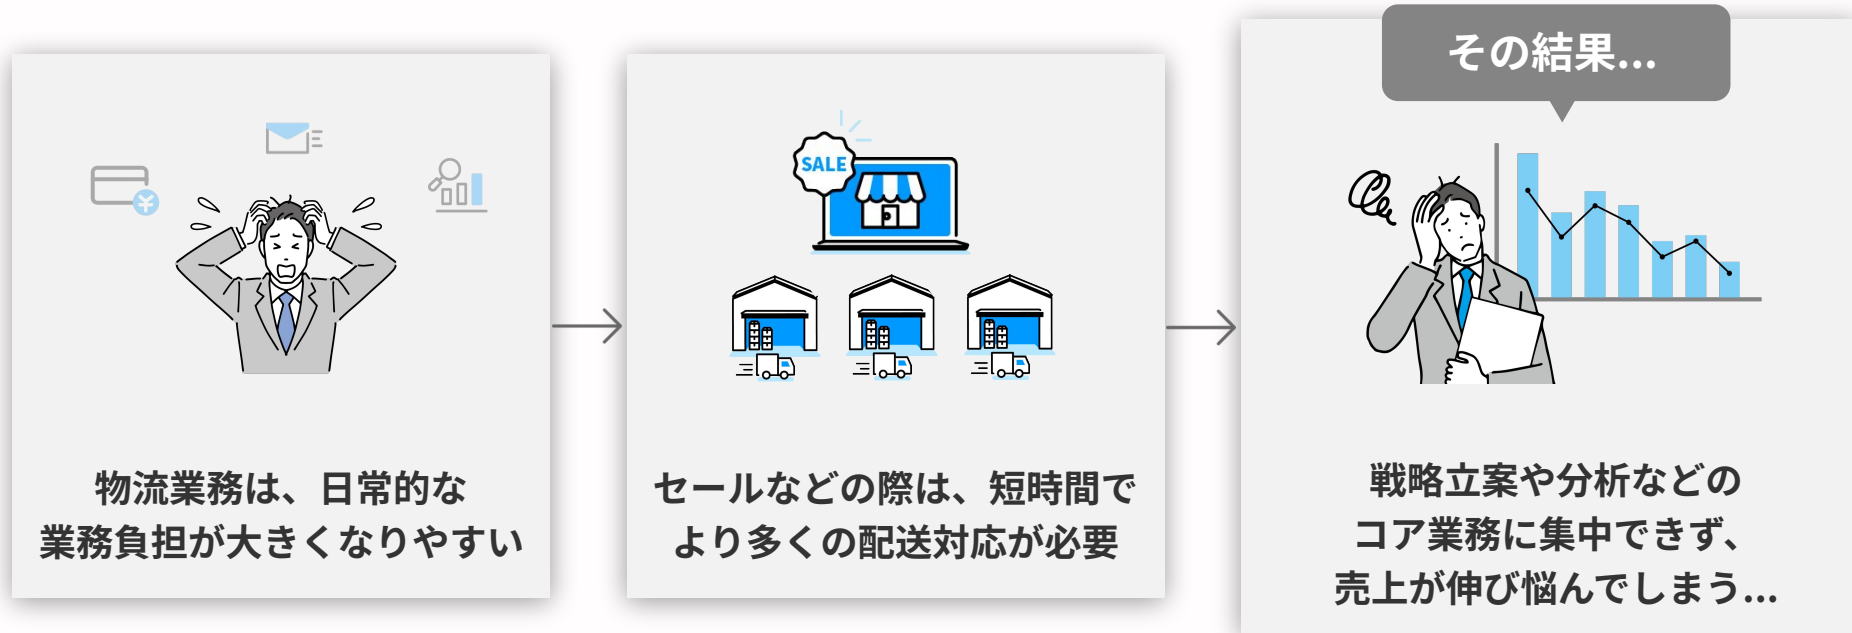 物流業務は、日常的な
業務負担が大きくなりやすい
SALE
セールなどの際は、短時間で
より多くの配送対応が必要
その結果...
戦略立案や分析などの
コア業務に集中できず、
売上が伸び悩んでしまう...